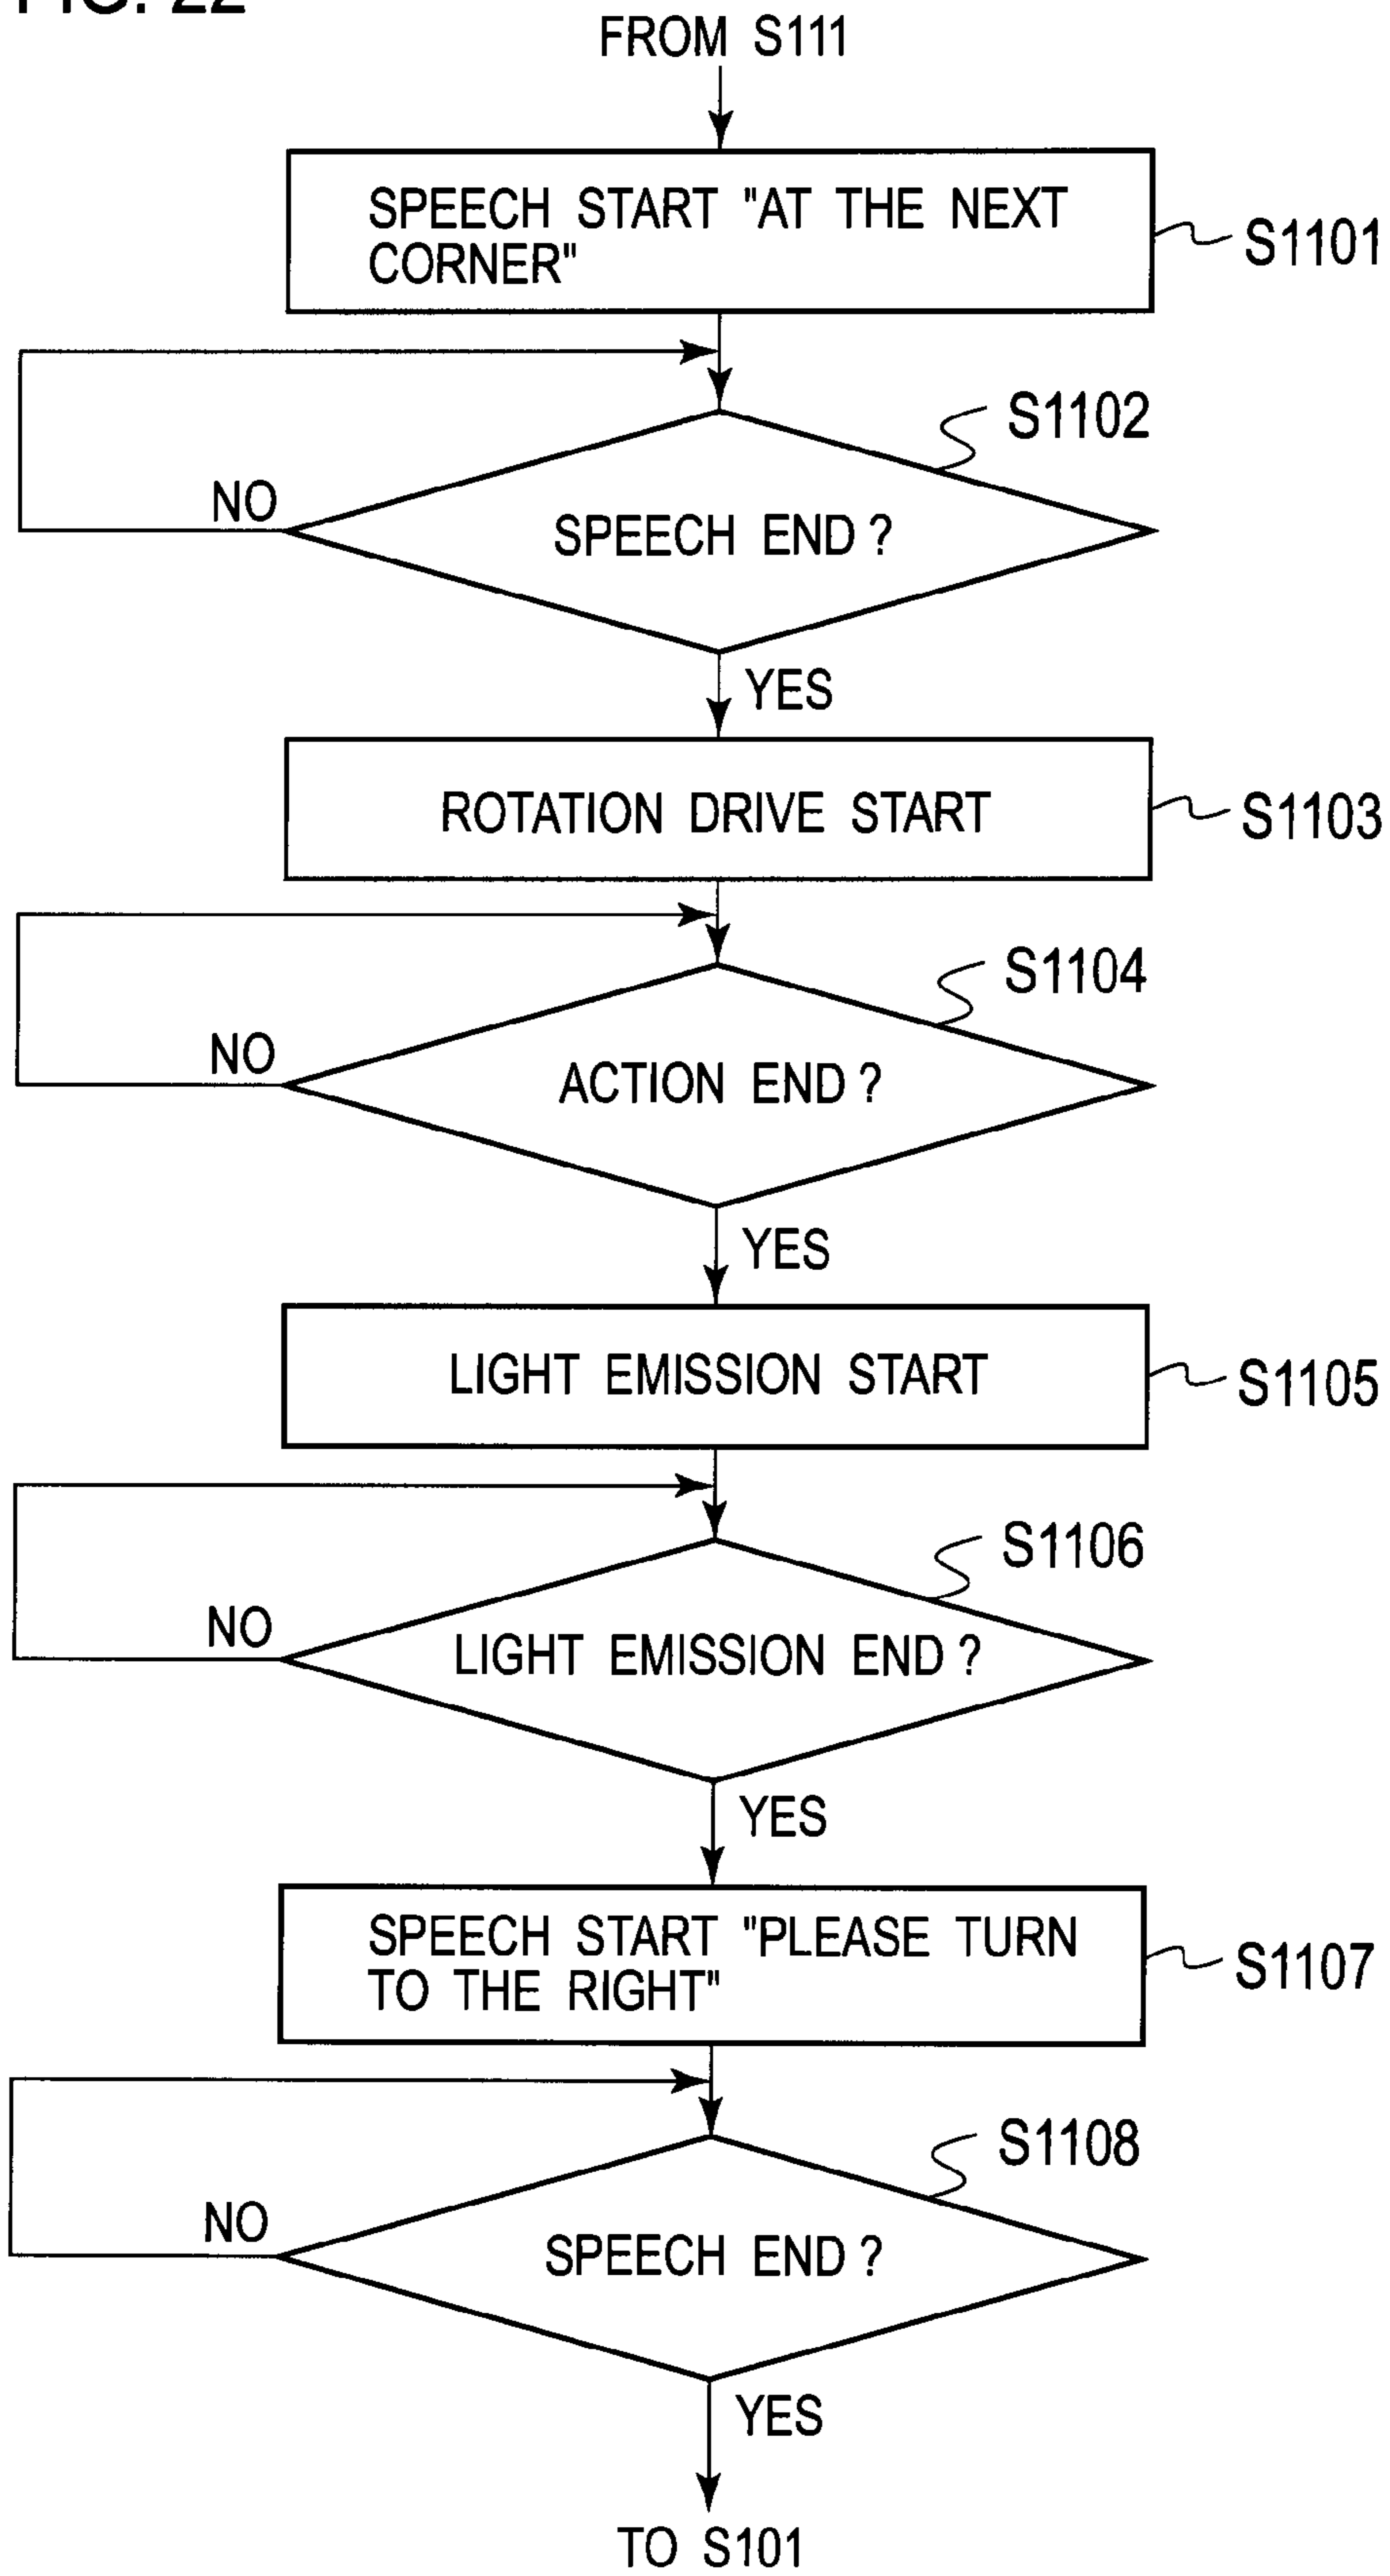 FIG. 22
FROM S111
SPEECH START "AT THE NEXT
CORNER"
S1101
S1102
NO
SPEECH END ?
YES
ROTATION DRIVE START
S1103
S1104
NO
ACTION END ?
YES
LIGHT EMISSION START
S1105
S1106
NO
LIGHT EMISSION END ?
YES
SPEECH START "PLEASE TURN
TO THE RIGHT"
S1107
S1108
NO
SPEECH END ?
YES
TO S101